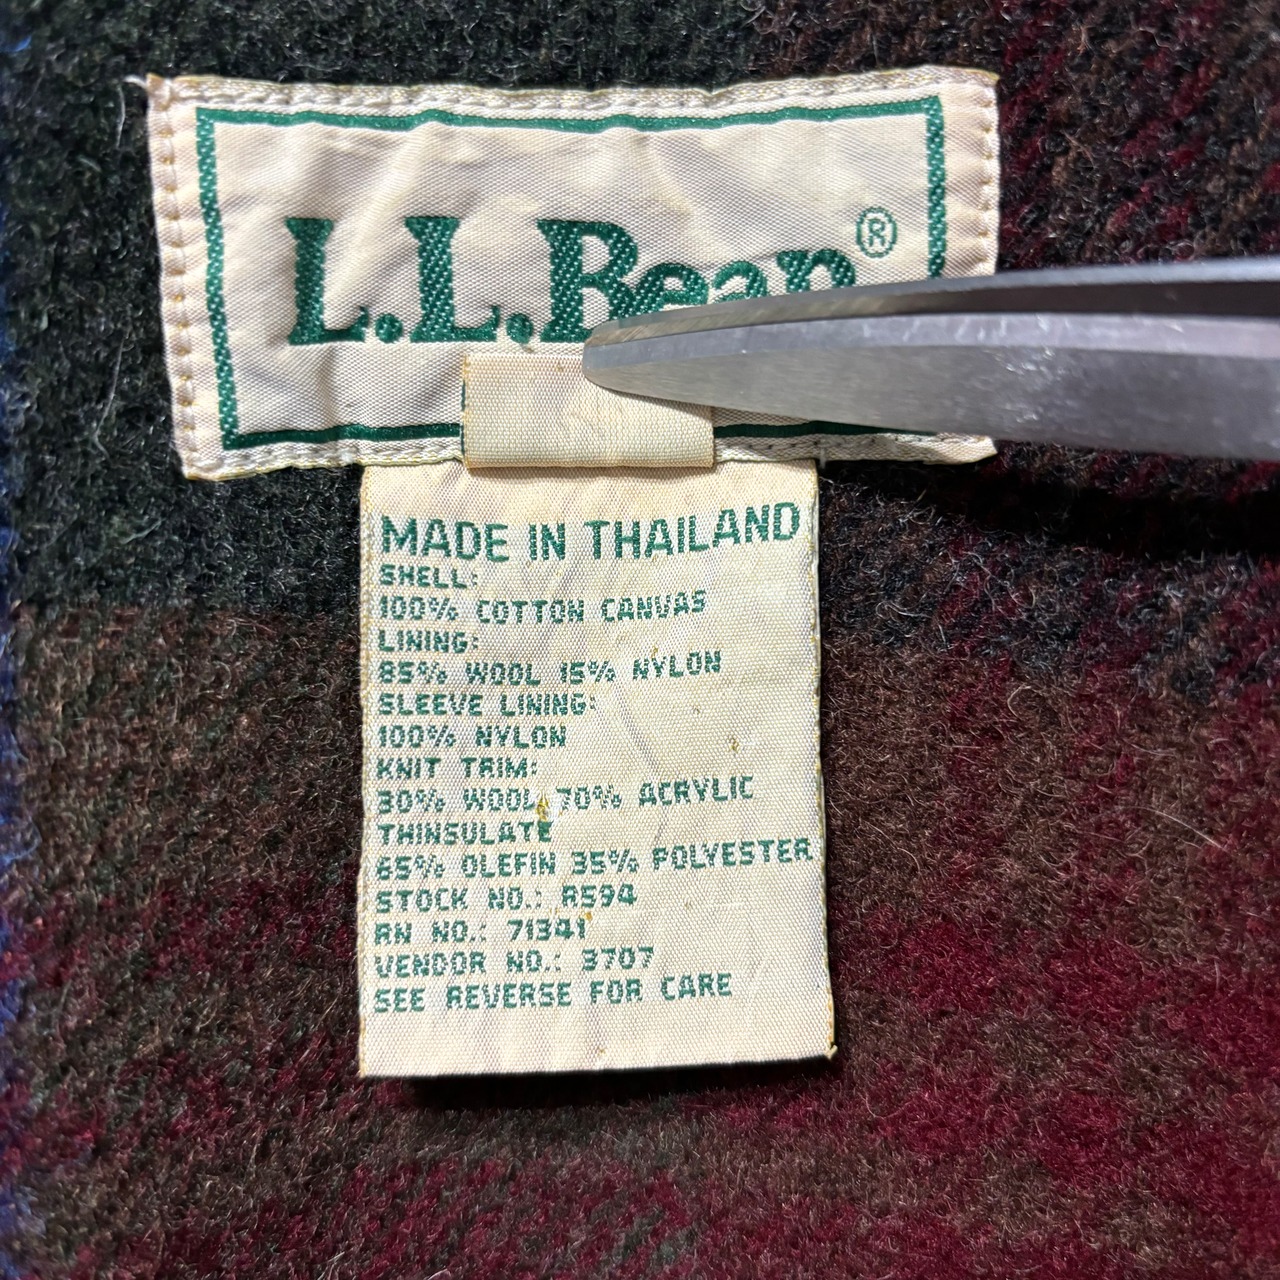 L.L.Bean®
MADE IN THAILAND
SHELL:
100% COTTON CANVAS
LINING:
85% WOOL 15% NYLON
SLEEVE LINING:
100% NYLON
KNIT TRIM:
30% WOOL 70% ACRYLIC
THINSULATE
65% OLEFIN 35% POLYESTER
STOCK NO.: R594
RN NO.: 71341
VENDOR NO.: 3707
SEE REVERSE FOR CARE